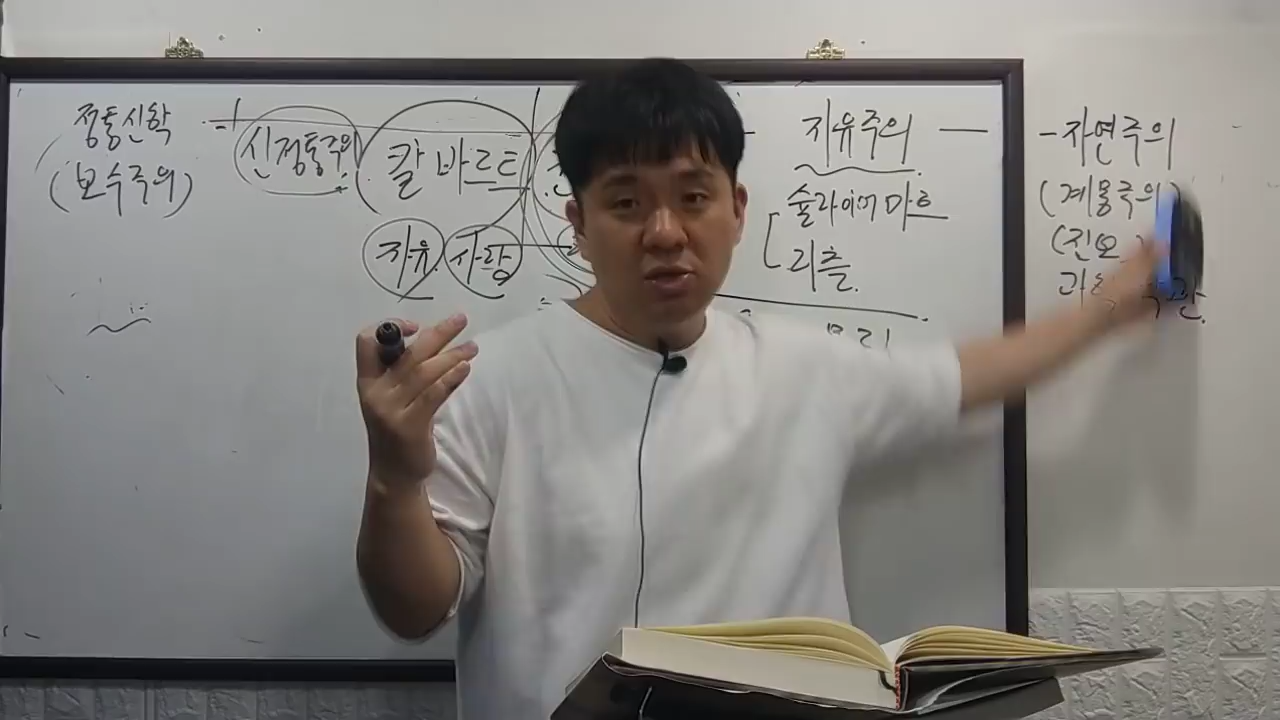 정통신학
(보수주의)
신정통주의
칼 바르트
자유
사랑
자유주의
슐라이어마흐
리츨
자연주의
(계몽주의)